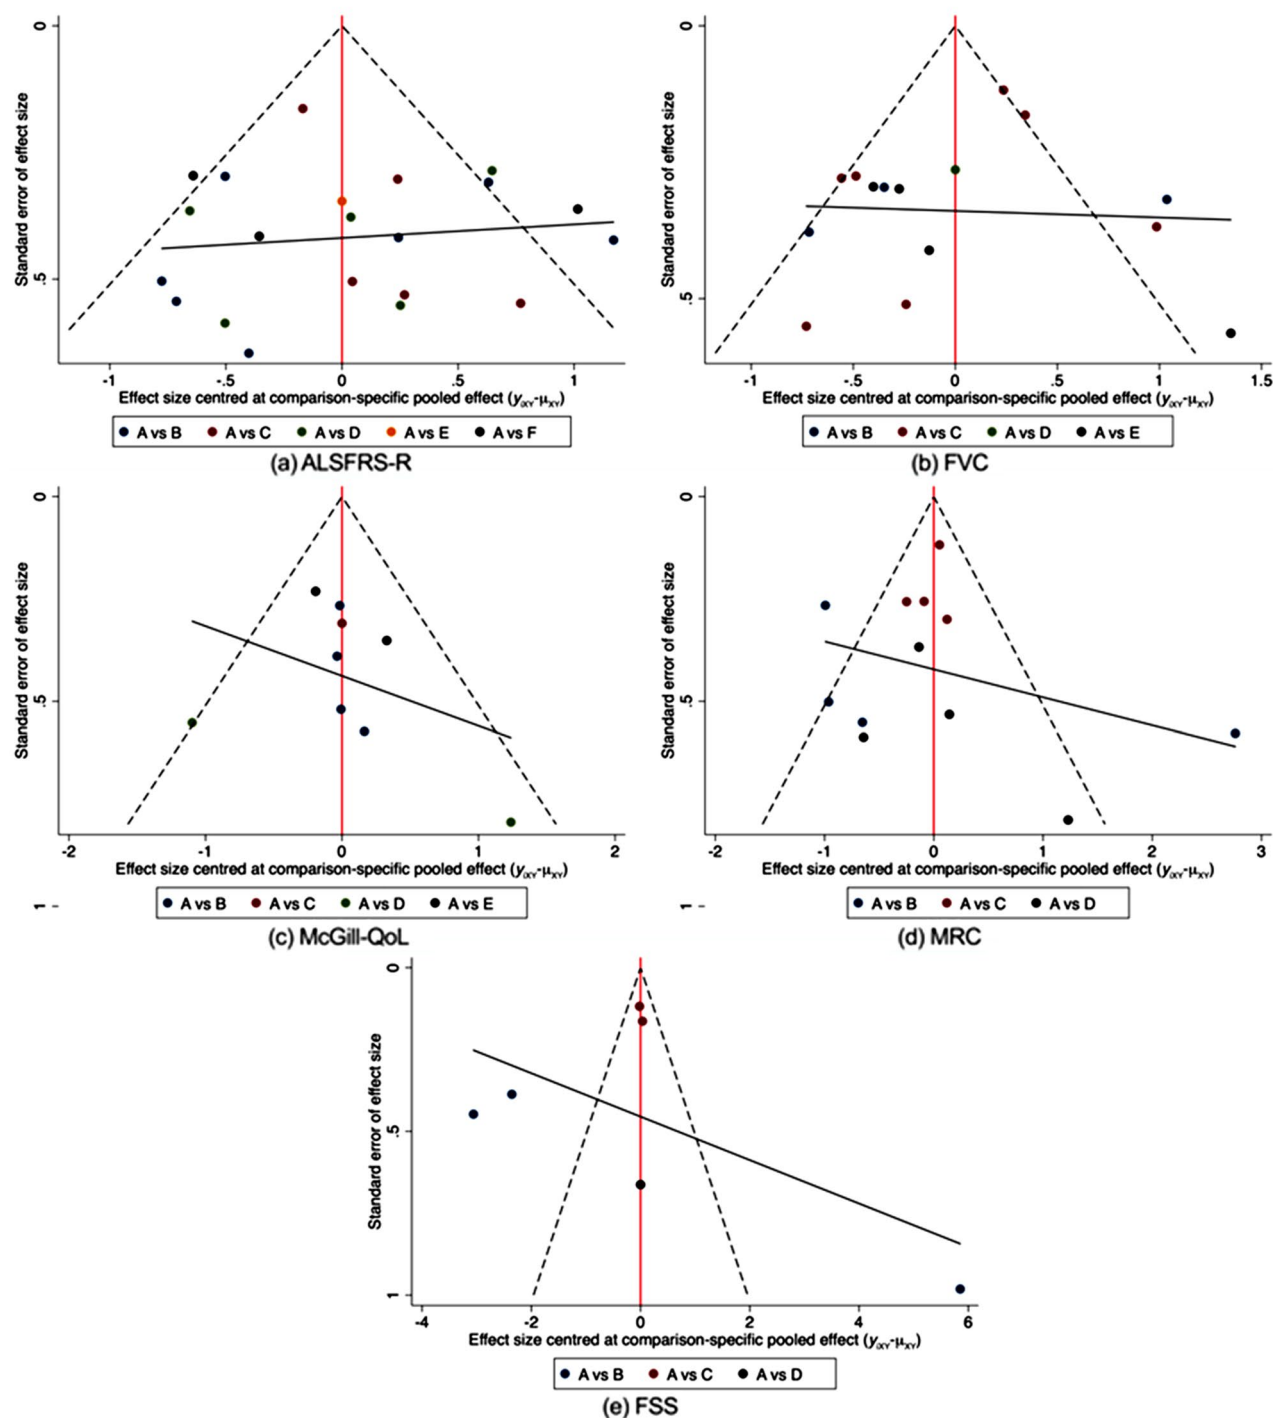 0
.5
Standard error of effect size
-1 -.5 0 .5 1
Effect size centred at comparison-specific pooled effect (yiXY-μXY)
A vs B A vs C A vs D A vs E A vs F
(a) ALSFRS-R
0
.5
Standard error of effect size
-1 -.5 0 .5 1 1.5
Effect size centred at comparison-specific pooled effect (yiXY-μXY)
A vs B A vs C A vs D A vs E
(b) FVC
0
.5
1
Standard error of effect size
-2 -1 0 1 2
Effect size centred at comparison-specific pooled effect (yiXY-μXY)
A vs B A vs C A vs D A vs E
(c) McGill-QoL
0
.5
1
Standard error of effect size
-2 -1 0 1 2 3
Effect size centred at comparison-specific pooled effect (yiXY-μXY)
A vs B A vs C A vs D
(d) MRC
0
.5
1
Standard error of effect size
-4 -2 0 2 4 6
Effect size centred at comparison-specific pooled effect (yiXY-μXY)
A vs B A vs C A vs D
(e) FSS